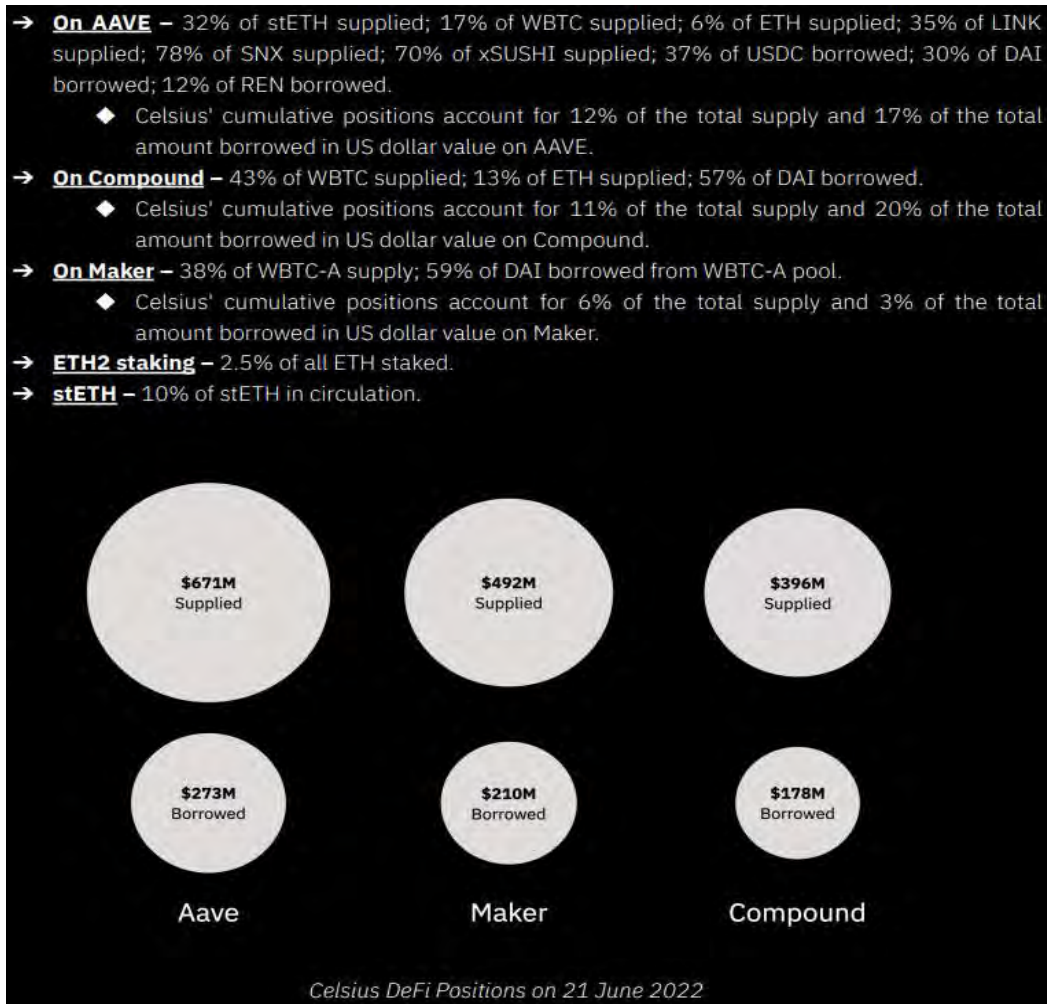 ➔ On AAVE – 32% of stETH supplied; 17% of WBTC supplied; 6% of ETH supplied; 35% of LINK
supplied; 78% of SNX supplied; 70% of xSUSHI supplied; 37% of USDC borrowed; 30% of DAI
borrowed; 12% of REN borrowed.
◆ Celsius' cumulative positions account for 12% of the total supply and 17% of the total
amount borrowed in US dollar value on AAVE.
➔ On Compound – 43% of WBTC supplied; 13% of ETH supplied; 57% of DAI borrowed.
◆ Celsius' cumulative positions account for 11% of the total supply and 20% of the total
amount borrowed in US dollar value on Compound.
➔ On Maker – 38% of WBTC-A supply; 59% of DAI borrowed from WBTC-A pool.
◆ Celsius' cumulative positions account for 6% of the total supply and 3% of the total
amount borrowed in US dollar value on Maker.
➔ ETH2 staking – 2.5% of all ETH staked.
➔ stETH – 10% of stETH in circulation.
$671M
Supplied
$492M
Supplied
$396M
Supplied
$273M
Borrowed
$210M
Borrowed
$178M
Borrowed
Aave
Maker
Compound
Celsius DeFi Positions on 21 June 2022